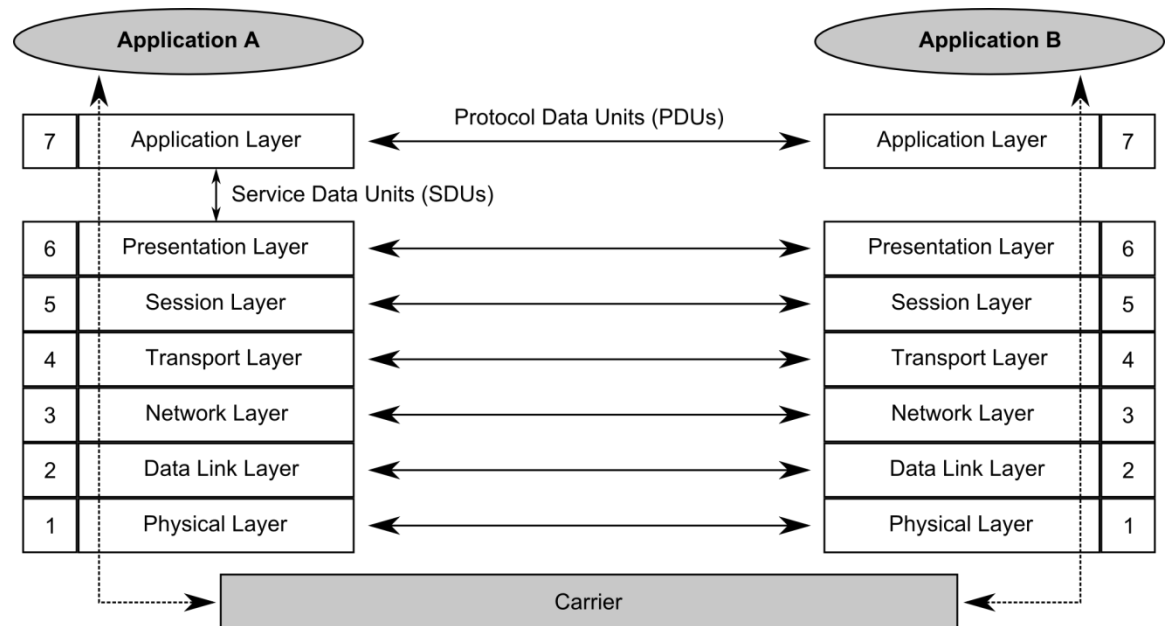 Application A
Application B
Protocol Data Units (PDUs)
7 Application Layer
Application Layer 7
Service Data Units (SDUs)
6 Presentation Layer
Presentation Layer 6
5 Session Layer
Session Layer 5
4 Transport Layer
Transport Layer 4
3 Network Layer
Network Layer 3
2 Data Link Layer
Data Link Layer 2
1 Physical Layer
Physical Layer 1
Carrier